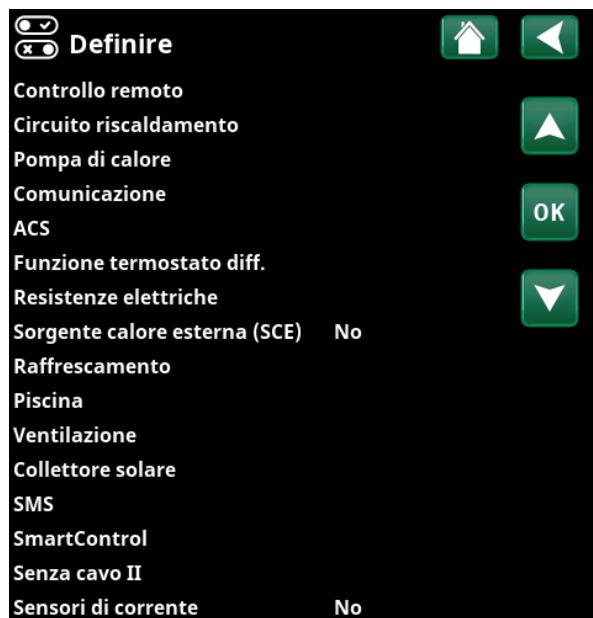 Definire
Controllo remoto
Circuito riscaldamento
Pompa di calore
Comunicazione
ACS
OK
Funzione termostato diff.
Resistenze elettriche
Sorgente calore esterna (SCE) No
Raffrescamento
Piscina
Ventilazione
Collettore solare
SMS
SmartControl
Senza cavo II
Sensori di corrente No